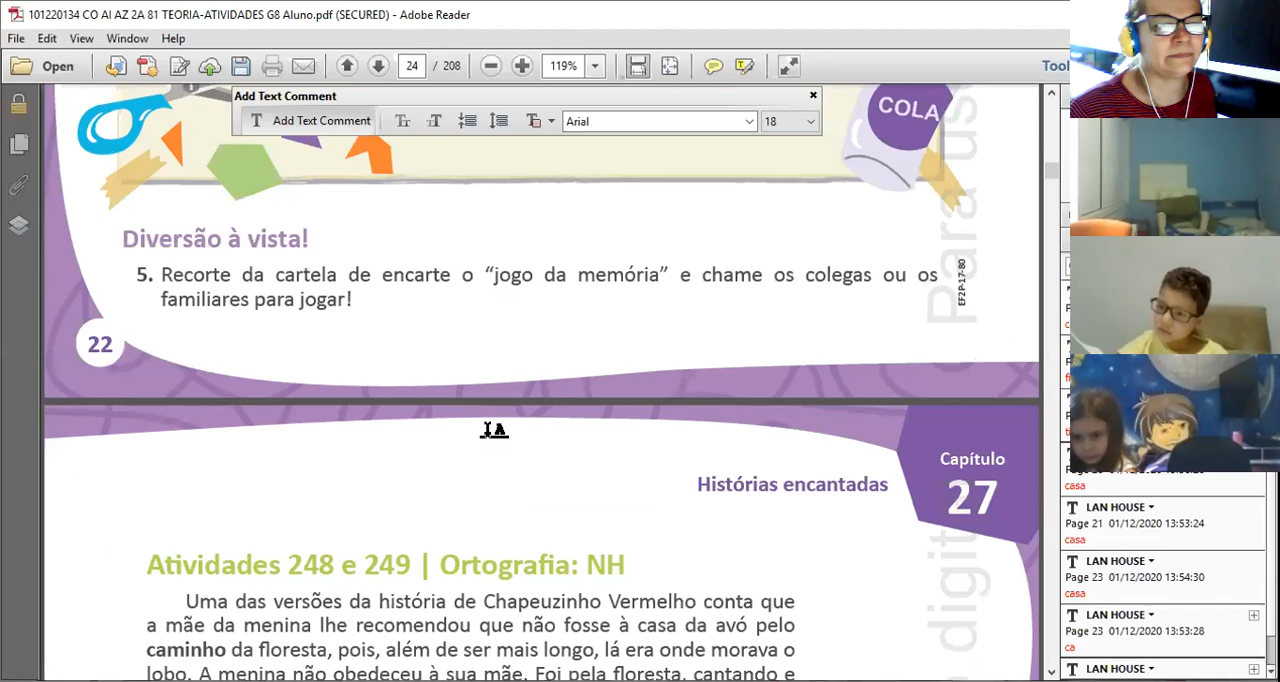 101220134 CO AI AZ 2A 81 TEORIA-ATIVIDADES G8 Aluno.pdf (SECURED) - Adobe Reader
File Edit View Window Help
Open 24 / 208 119%
Add Text Comment
Add Text Comment Arial 18
COLA
Diversão à vista!
5. Recorte da cartela de encarte o “jogo da memória” e chame os colegas ou os
familiares para jogar!
22
EF2P-17-80
Para us
Capítulo
27
Histórias encantadas
Atividades 248 e 249 | Ortografia: NH
Uma das versões da história de Chapeuzinho Vermelho conta que
a mãe da menina lhe recomendou que não fosse à casa da avó pelo
caminho da floresta, pois, além de ser mais longo, lá era onde morava o
lobo. A menina não obedeceu à sua mãe. Foi pela floresta, cantando e
digit
casa
LAN HOUSE
Page 21 01/12/2020 13:53:24
casa
LAN HOUSE
Page 23 01/12/2020 13:54:30
casa
LAN HOUSE
Page 23 01/12/2020 13:53:28
ca
LAN HOUSE